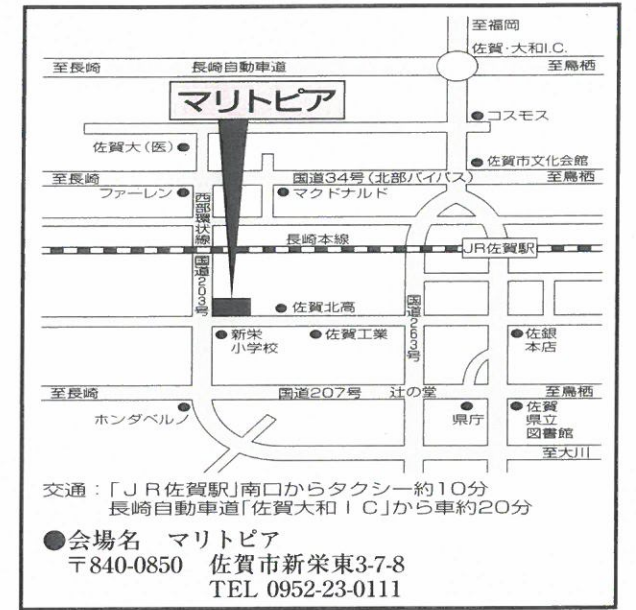 至福岡
佐賀・大和I.C.
至長崎
長崎自動車道
至鳥栖
マリトピア
コスモス
佐賀大(医)
佐賀市文化会館
至長崎
国道34号(北部バイパス)
至鳥栖
ファーレン
マクドナルド
西部環状線
長崎本線
JR佐賀駅
国道203号
佐賀北高
国道263号
新栄
小学校
佐賀工業
佐銀
本店
至長崎
国道207号
辻の堂
至鳥栖
ホンダベルノ
県庁
佐賀
県立
図書館
至大川
交通:「JR佐賀駅」南口からタクシー約10分
長崎自動車道「佐賀大和IC」から車約20分
●会場名 マリトピア
〒840-0850 佐賀市新栄東3-7-8
TEL 0952-23-0111